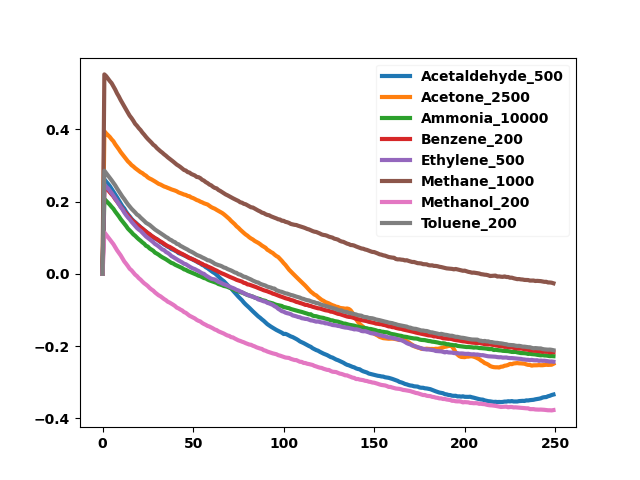 Acetaldehyde_500
Acetone_2500
Ammonia_10000
Benzene_200
Ethylene_500
Methane_1000
Methanol_200
Toluene_200
0.4
0.2
0.0
−0.2
−0.4
0 50 100 150 200 250